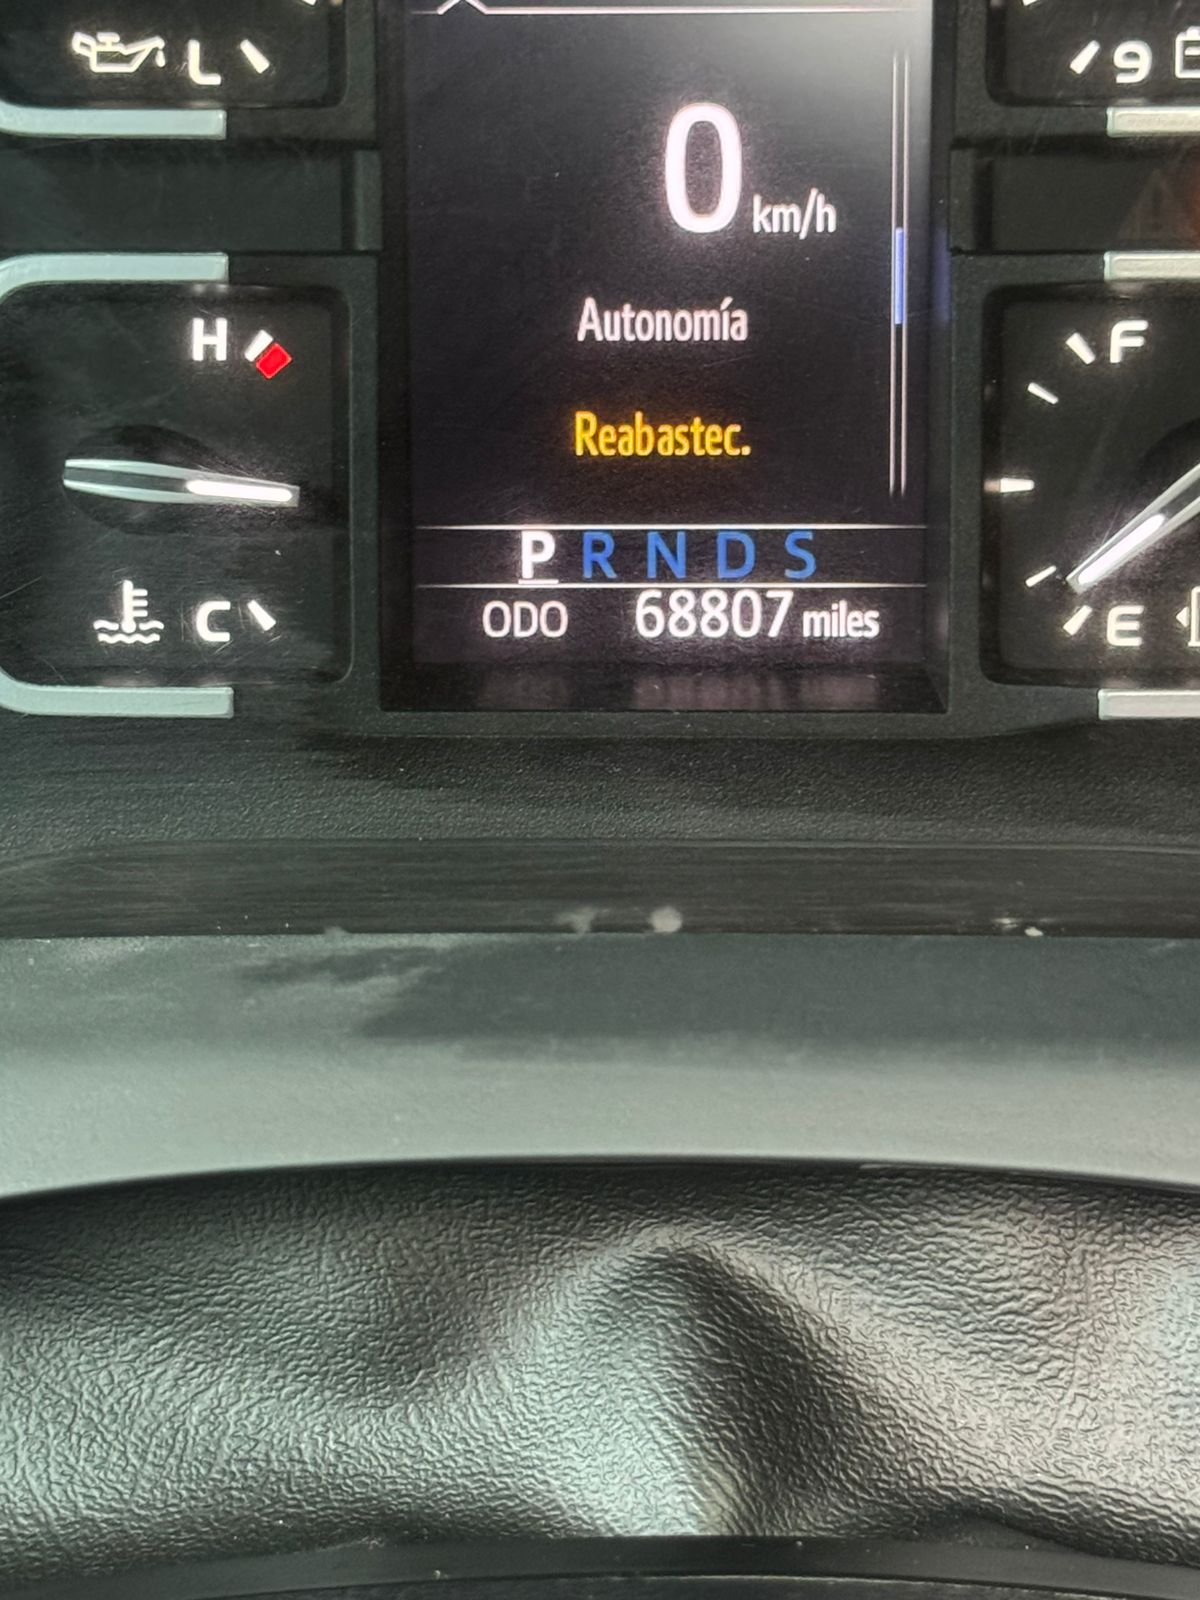 L
9
0 km/h
Autonomía
H
F
Reabastec.
P R N D S
C
ODO 68807 miles
E